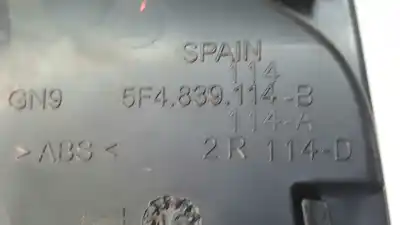 SPAIN
114
GN9 5F4.839.114-B
114-A
>ABS< 2R 114-D